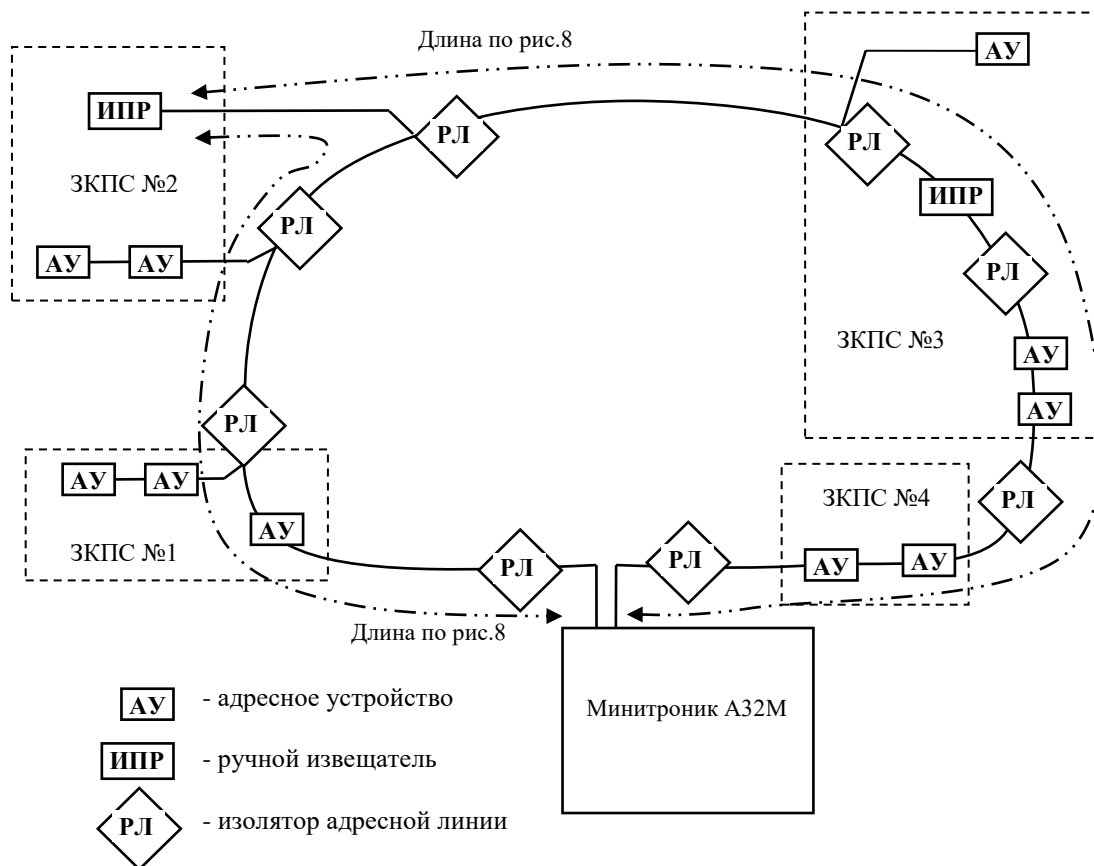 Длина по рис.8
АУ
ИПР
РЛ
РЛ
ИПР
ЗКПС №2
РЛ
АУ
АУ
РЛ
ЗКПС №3
АУ
АУ
РЛ
АУ
АУ
ЗКПС №4
РЛ
АУ
ЗКПС №1
РЛ
РЛ
АУ
АУ
Длина по рис.8
Минитроник А32М
АУ - адресное устройство
ИПР - ручной извещатель
РЛ - изолятор адресной линии